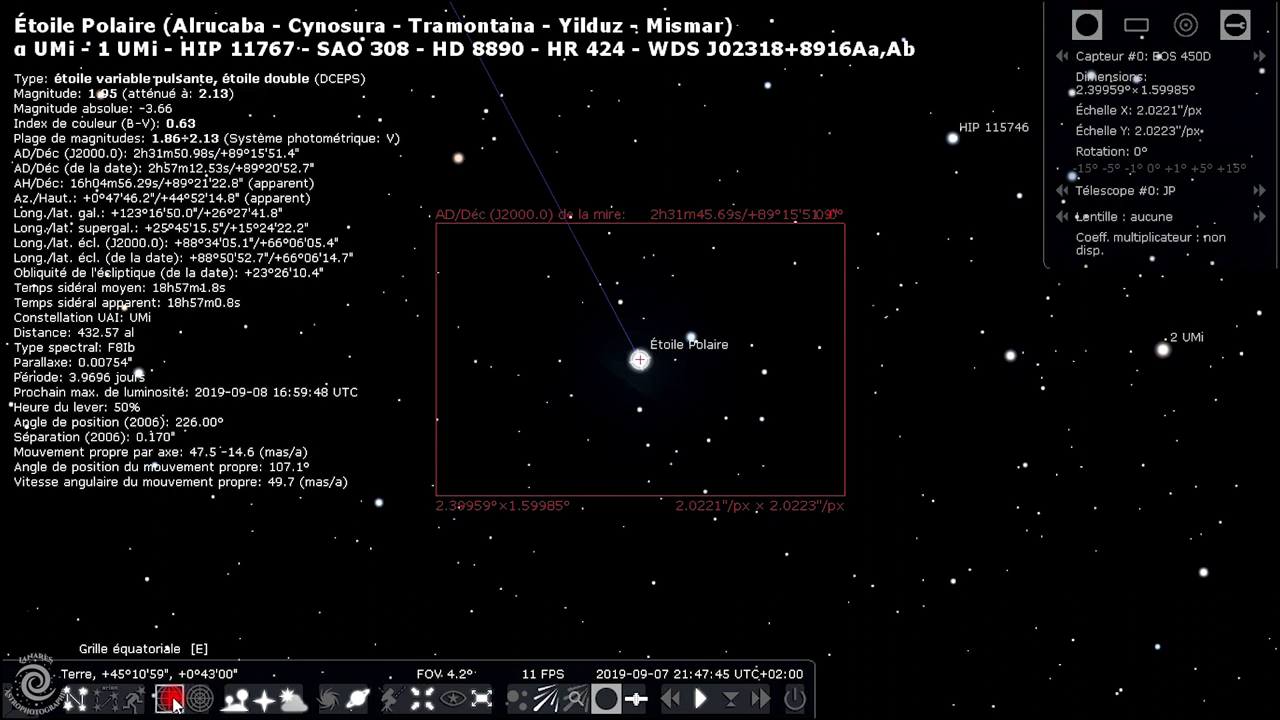 Étoile Polaire (Alrucaba - Cynosura - Tramontana - Yilduz - Mismar)
α UMi - 1 UMi - HIP 11767 - SAO 308 - HD 8890 - HR 424 - WDS J02318+8916Aa,Ab
Type: étoile variable pulsante, étoile double (DCEPS)
Magnitude: 1.95 (atténué à: 2.13)
Magnitude absolue: -3.66
Index de couleur (B-V): 0.63
Plage de magnitudes: 1.86÷2.13 (Système photométrique: V)
AD/Déc (J2000.0): 2h31m50.98s/+89°15'51.4"
AD/Déc (de la date): 2h57m12.53s/+89°20'52.7"
AH/Déc: 16h04m56.29s/+89°21'22.8" (apparent)
Az./Haut.: +0°47'46.2"/+44°52'14.8" (apparent)
Long./lat. gal.: +123°16'50.0"/+26°27'41.8"
Long./lat. supergal.: +25°45'15.5"/+15°24'22.2"
Long./lat. écl. (J2000.0): +88°34'05.1"/+66°06'05.4"
Long./lat. écl. (de la date): +88°50'52.7"/+66°06'14.7"
Obliquité de l'écliptique (de la date): +23°26'10.4"
Temps sidéral moyen: 18h57m1.8s
Temps sidéral apparent: 18h57m0.8s
Constellation UAI: UMi
Distance: 432.57 al
Type spectral: F8Ib
Parallaxe: 0.00754"
Période: 3.9696 jours
Prochain max. de luminosité: 2019-09-08 16:59:48 UTC
Heure du lever: 50%
Angle de position (2006): 226.00°
Séparation (2006): 0.170"
Mouvement propre par axe: 47.5 -14.6 (mas/a)
Angle de position du mouvement propre: 107.1°
Vitesse angulaire du mouvement propre: 49.7 (mas/a)
Capteur #0: EOS 450D
Dimensions:
2.39959°×1.59985°
Échelle X: 2.0221"/px
Échelle Y: 2.0223"/px
Rotation: 0°
-15° -5° -1° 0° +1° +5° +15°
Télescope #0: JP
Lentille : aucune
Coeff. multiplicateur : non
disp.
HIP 115746
AD/Déc (J2000.0) de la mire: 2h31m45.69s/+89°15'51
Étoile Polaire
2 UMi
2.39959°×1.59985° 2.0221"/px × 2.0223"/px
Grille équatoriale [E]
Terre, +45°10'59", +0°43'00" FOV 4.2° 11 FPS 2019-09-07 21:47:45 UTC+02:00